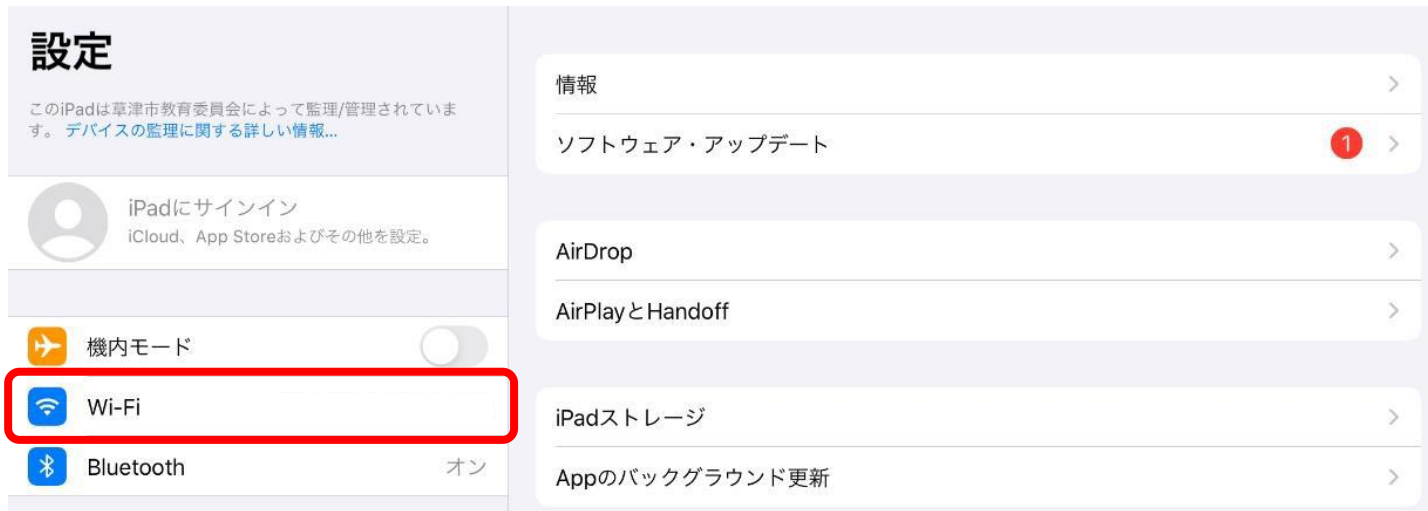 設定
このiPadは草津市教育委員会によって監理/管理されていま
す。 デバイスの監理に関する詳しい情報...
iPadにサインイン
iCloud、App Storeおよびその他を設定。
機内モード
Wi-Fi
Bluetooth オン
情報
ソフトウェア・アップデート 1
AirDrop
AirPlayとHandoff
iPadストレージ
Appのバックグラウンド更新